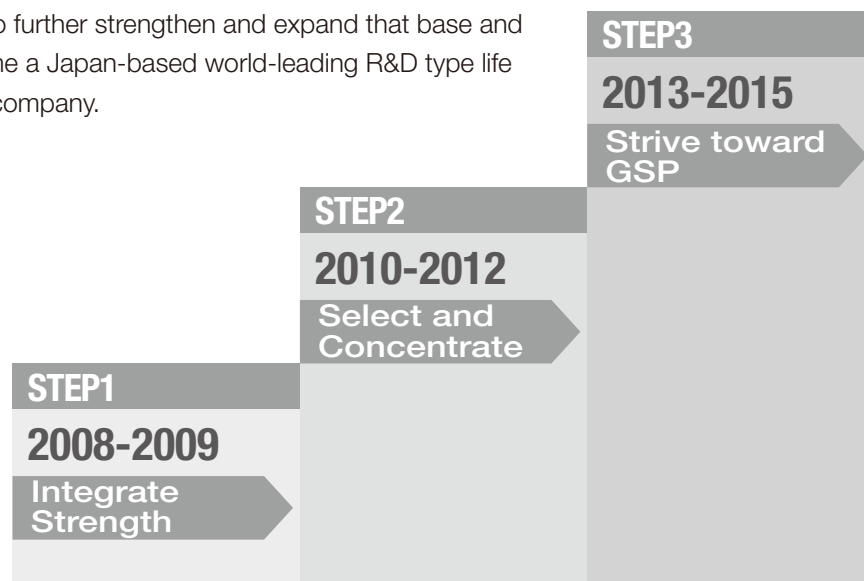 further strengthen and expand that base and
a Japan-based world-leading R&D type life
company.
STEP3
2013-2015
Strive toward
GSP
STEP2
2010-2012
Select and
Concentrate
STEP1
2008-2009
Integrate
Strength